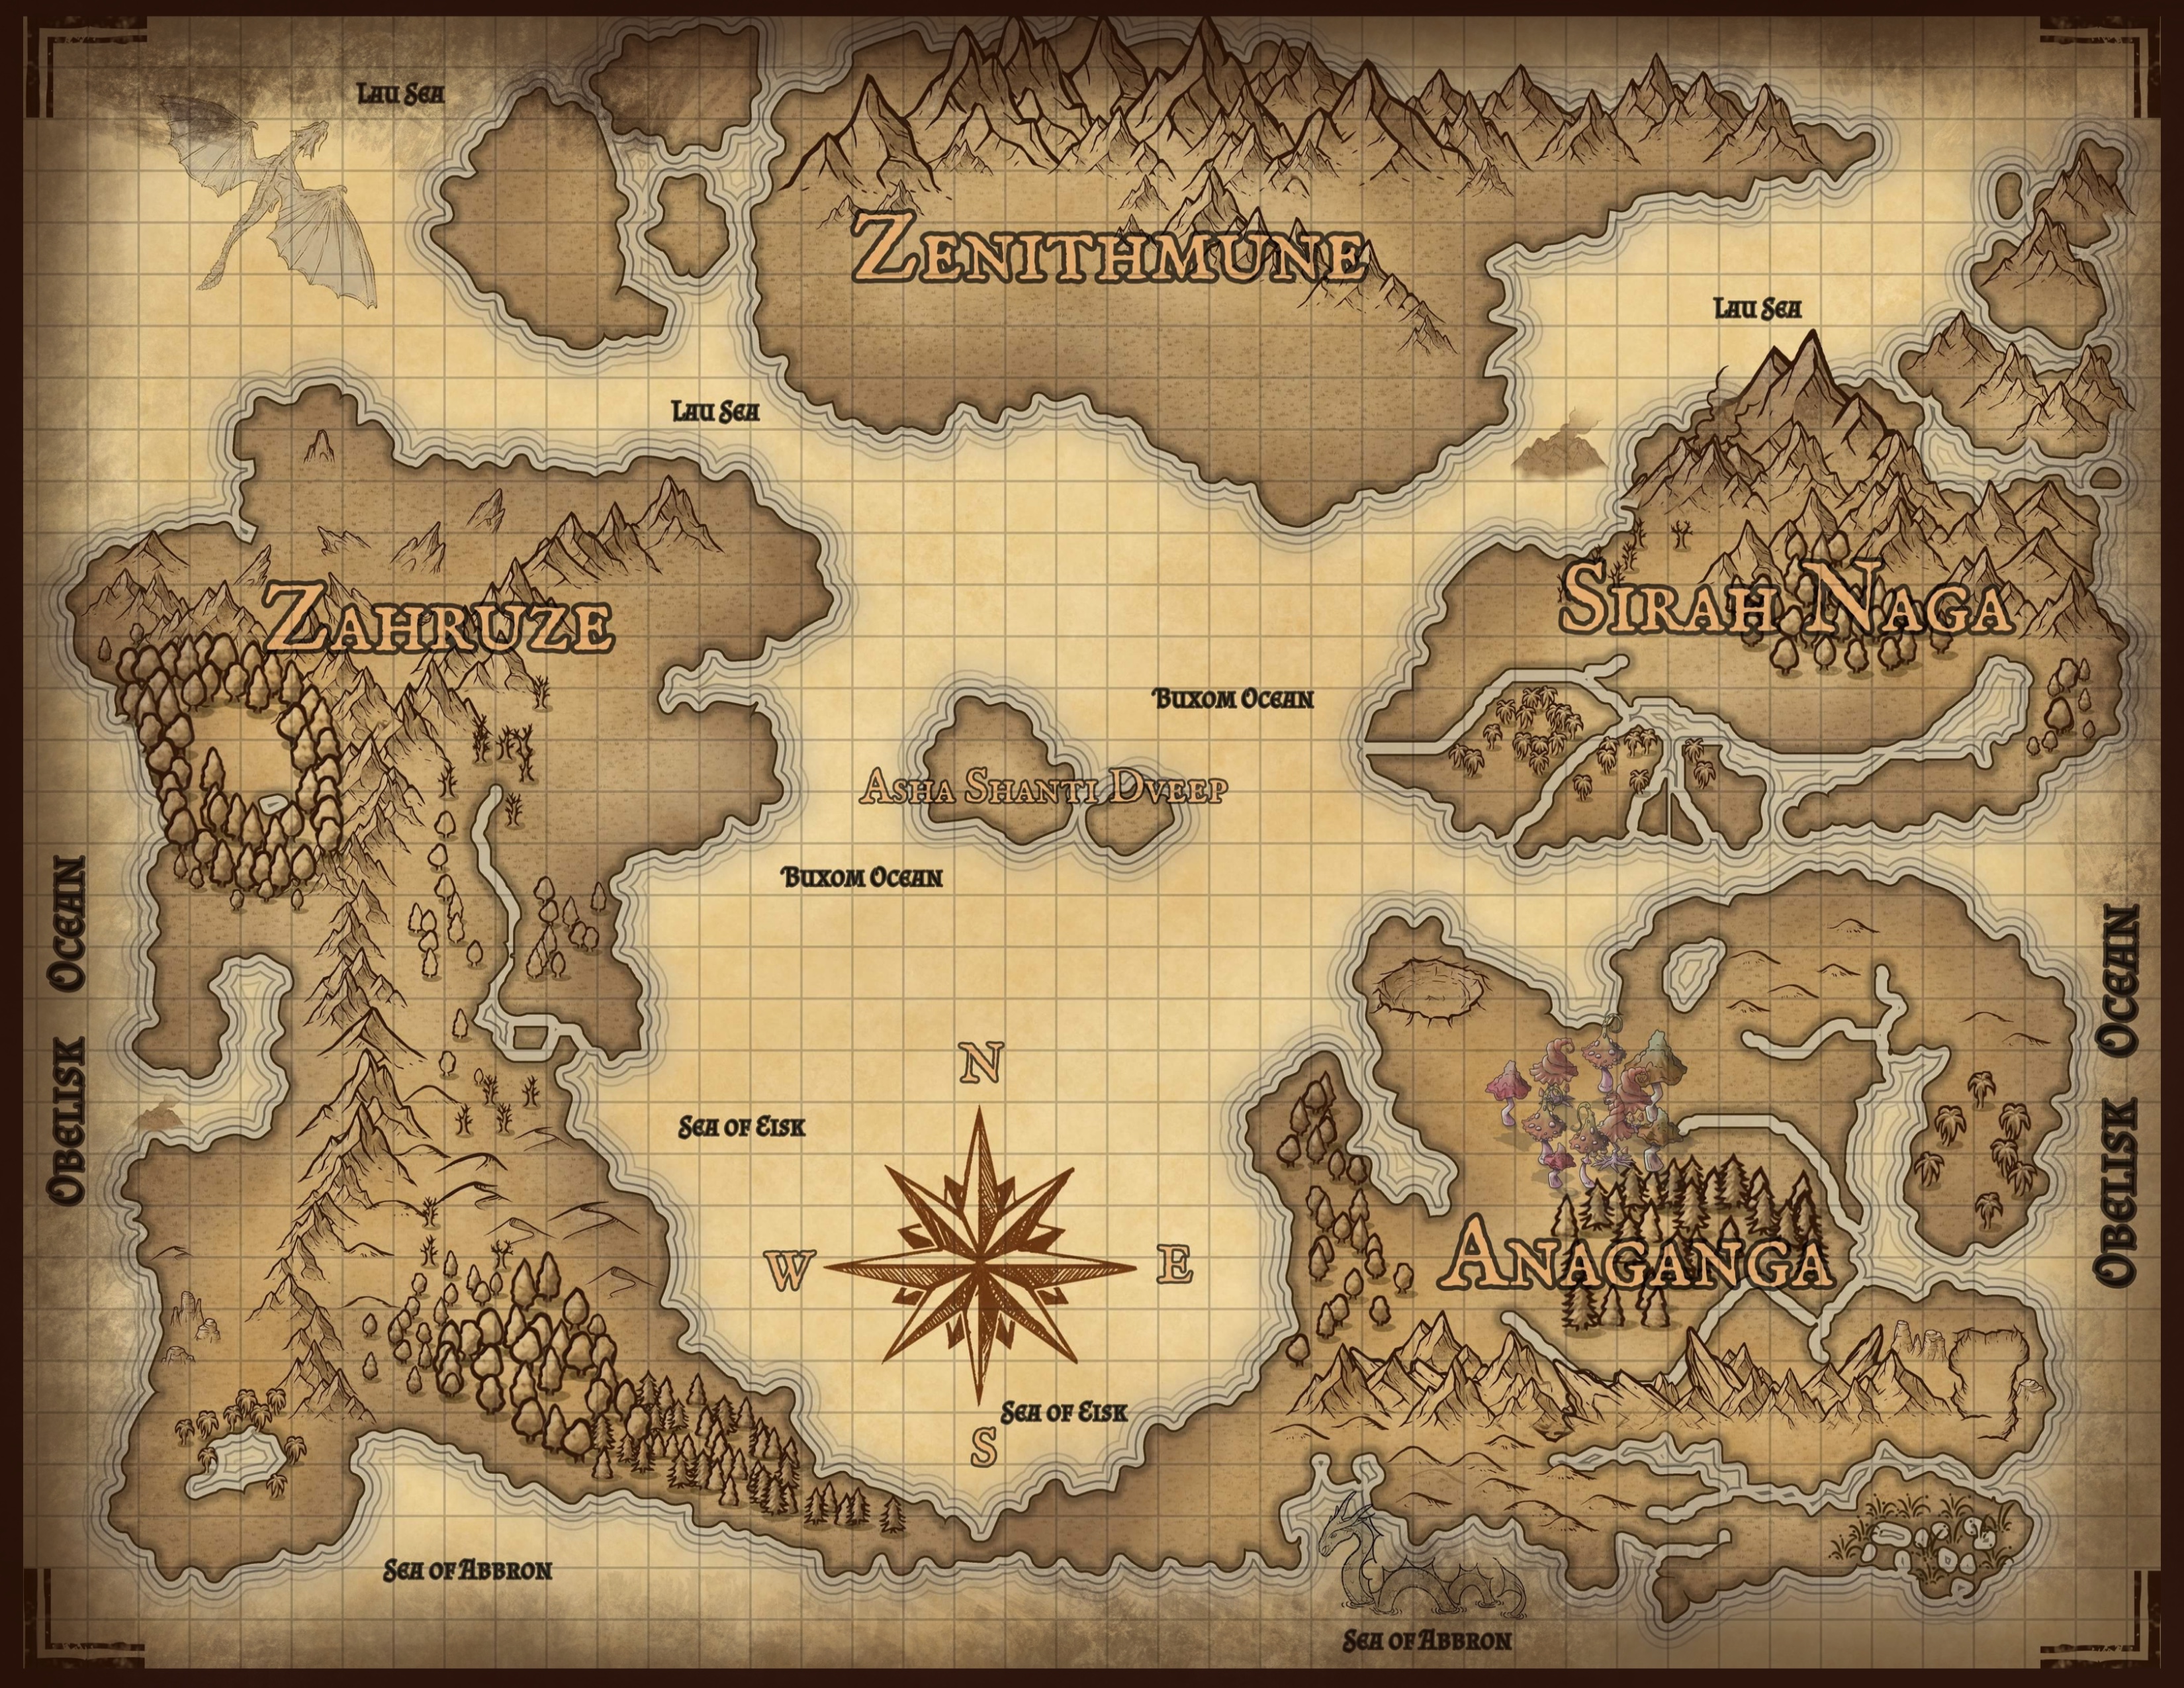 Lau Sea
Zenithmune
Lau Sea
Lau Sea
Zahruze
Sirah Naga
Buxom Ocean
Asha Shanti Dveep
Buxom Ocean
Obelisk Ocean
Obelisk Ocean
N
Sea of Eisk
W
E
Anaganga
Sea of Eisk
S
Sea of Abbron
Sea of Abbron